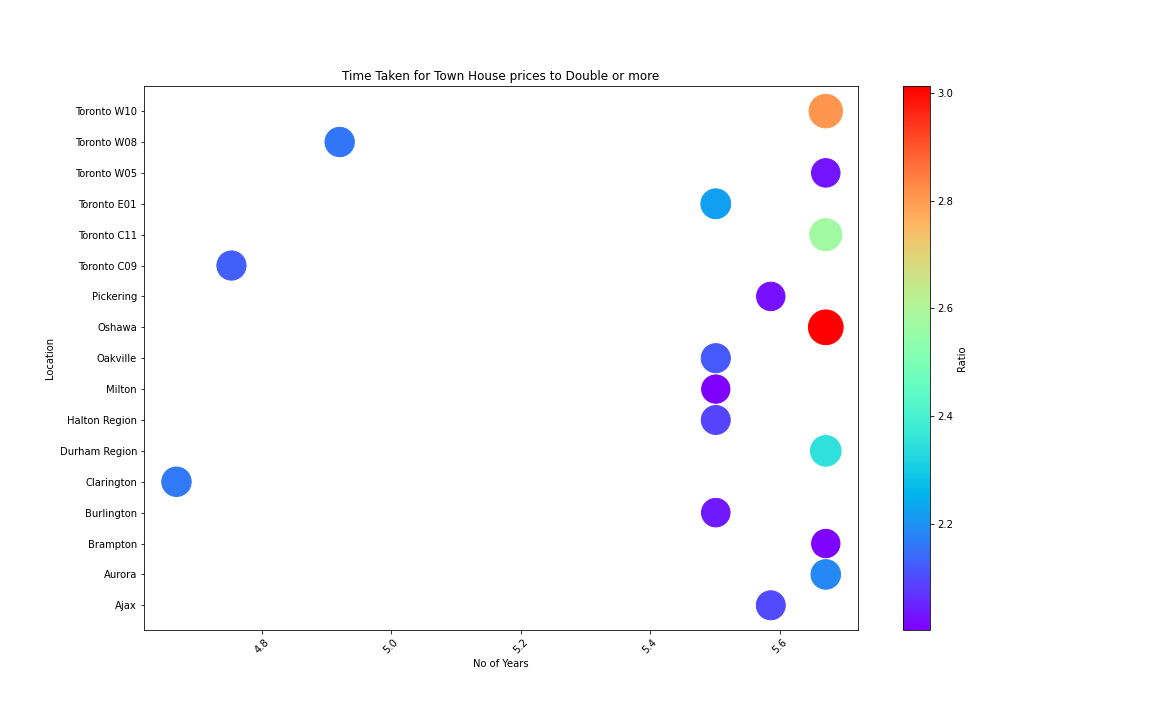 Time Taken for Town House prices to Double or more
Toronto W10
Toronto W08
Toronto W05
Toronto E01
Toronto C11
Toronto C09
Pickering
Oshawa
Oakville
Milton
Halton Region
Durham Region
Clarington
Burlington
Brampton
Aurora
Ajax
Location
4.8
5.0
5.2
5.4
5.6
No of Years
3.0
2.8
2.6
2.4
2.2
Ratio